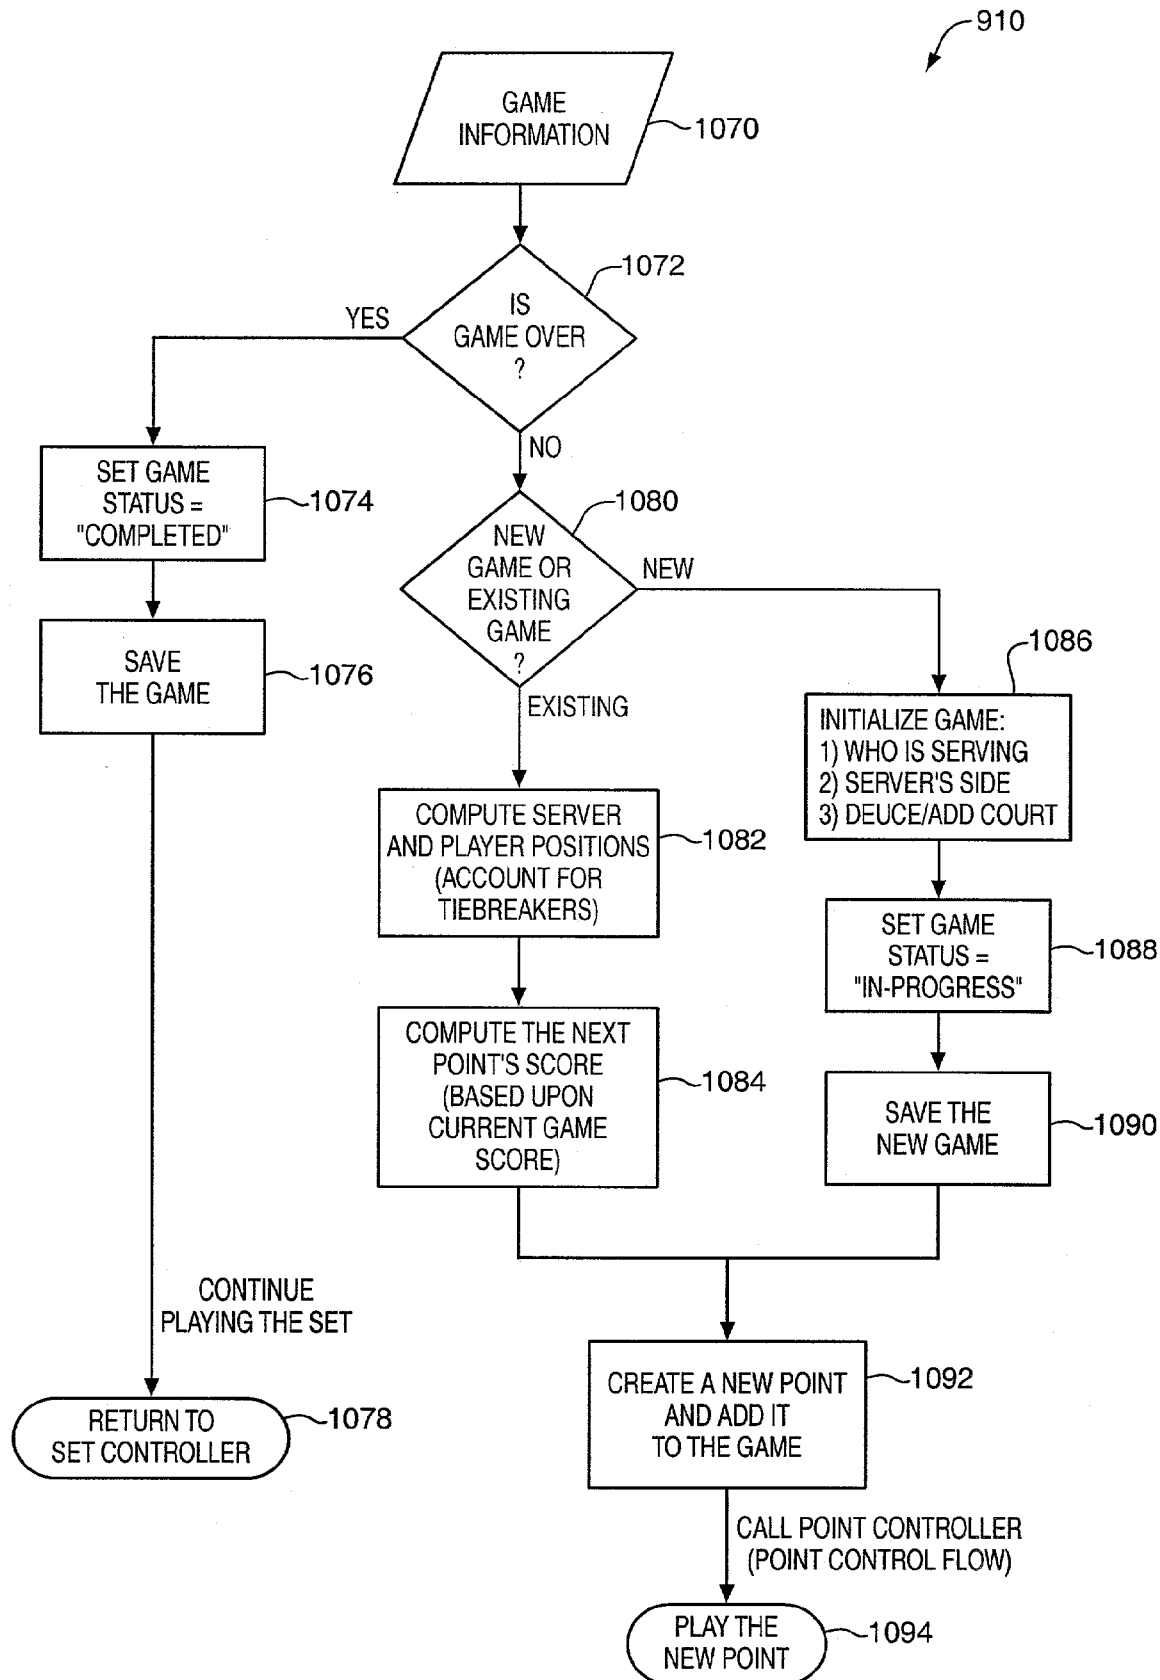 910
GAME
INFORMATION
1070
1072
IS
GAME OVER
?
YES
NO
SET GAME
STATUS =
"COMPLETED"
1074
1080
NEW
GAME OR
EXISTING
GAME
?
NEW
SAVE
THE GAME
1076
EXISTING
1086
INITIALIZE GAME:
1) WHO IS SERVING
2) SERVER'S SIDE
3) DEUCE/ADD COURT
COMPUTE SERVER
AND PLAYER POSITIONS
(ACCOUNT FOR
TIEBREAKERS)
1082
SET GAME
STATUS =
"IN-PROGRESS"
1088
COMPUTE THE NEXT
POINT'S SCORE
(BASED UPON
CURRENT GAME
SCORE)
1084
SAVE THE
NEW GAME
1090
CONTINUE
PLAYING THE SET
RETURN TO
SET CONTROLLER
1078
CREATE A NEW POINT
AND ADD IT
TO THE GAME
1092
CALL POINT CONTROLLER
(POINT CONTROL FLOW)
PLAY THE
NEW POINT
1094